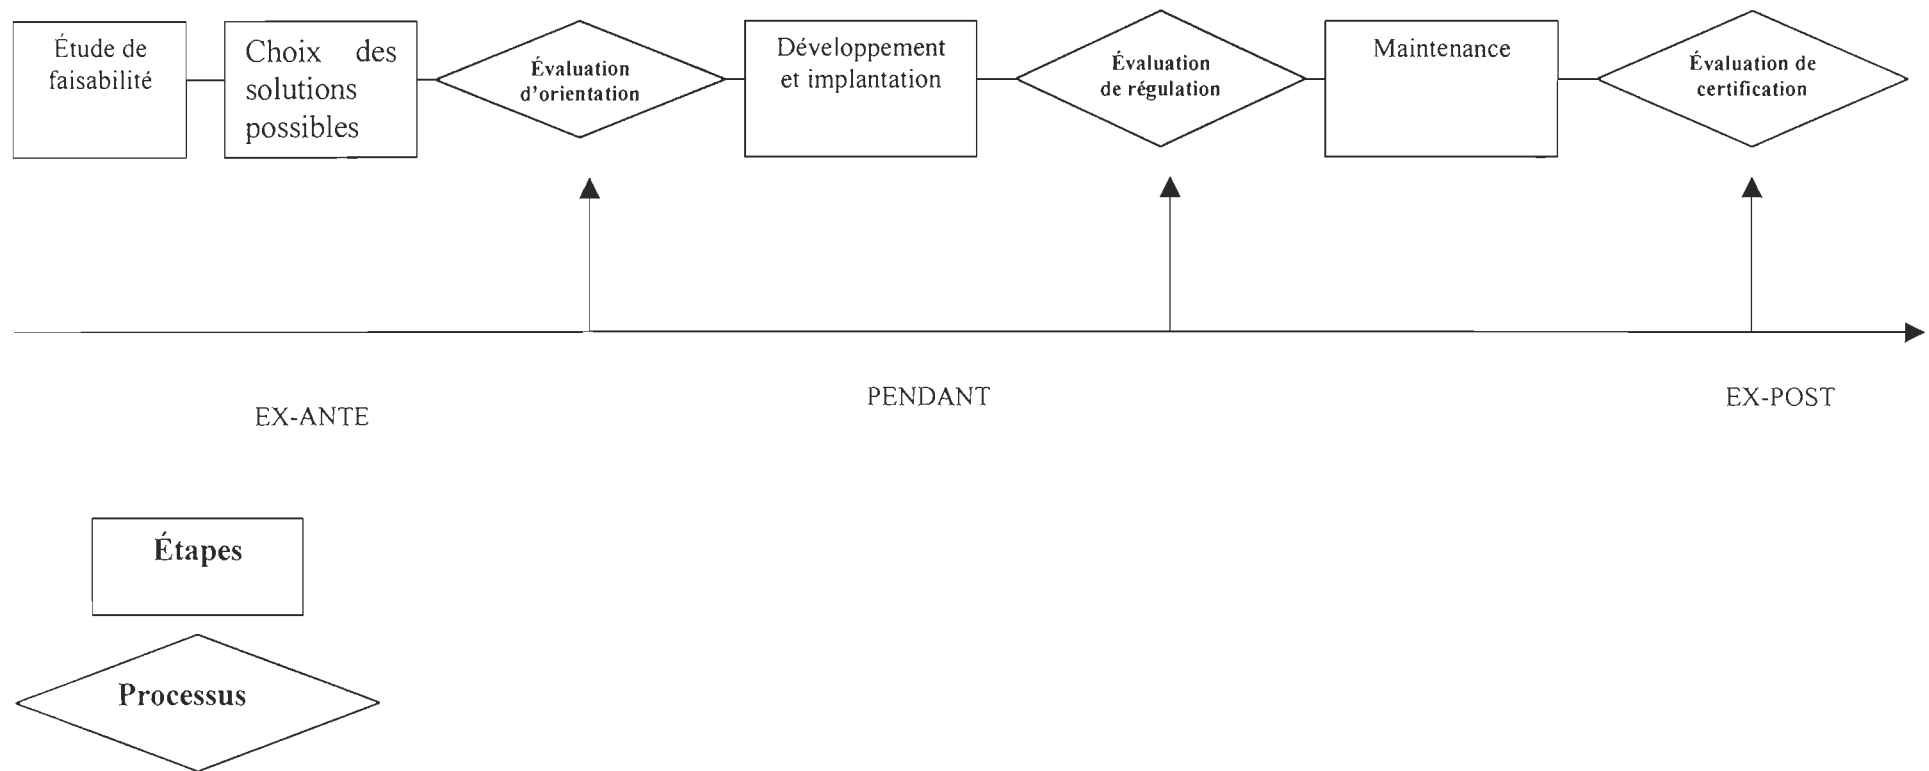 Étude de
faisabilité
Choix des
solutions
possibles
Évaluation
d'orientation
Développement
et implantation
Évaluation
de régulation
Maintenance
Évaluation de
certification
EX-ANTE
PENDANT
EX-POST
Étapes
Processus